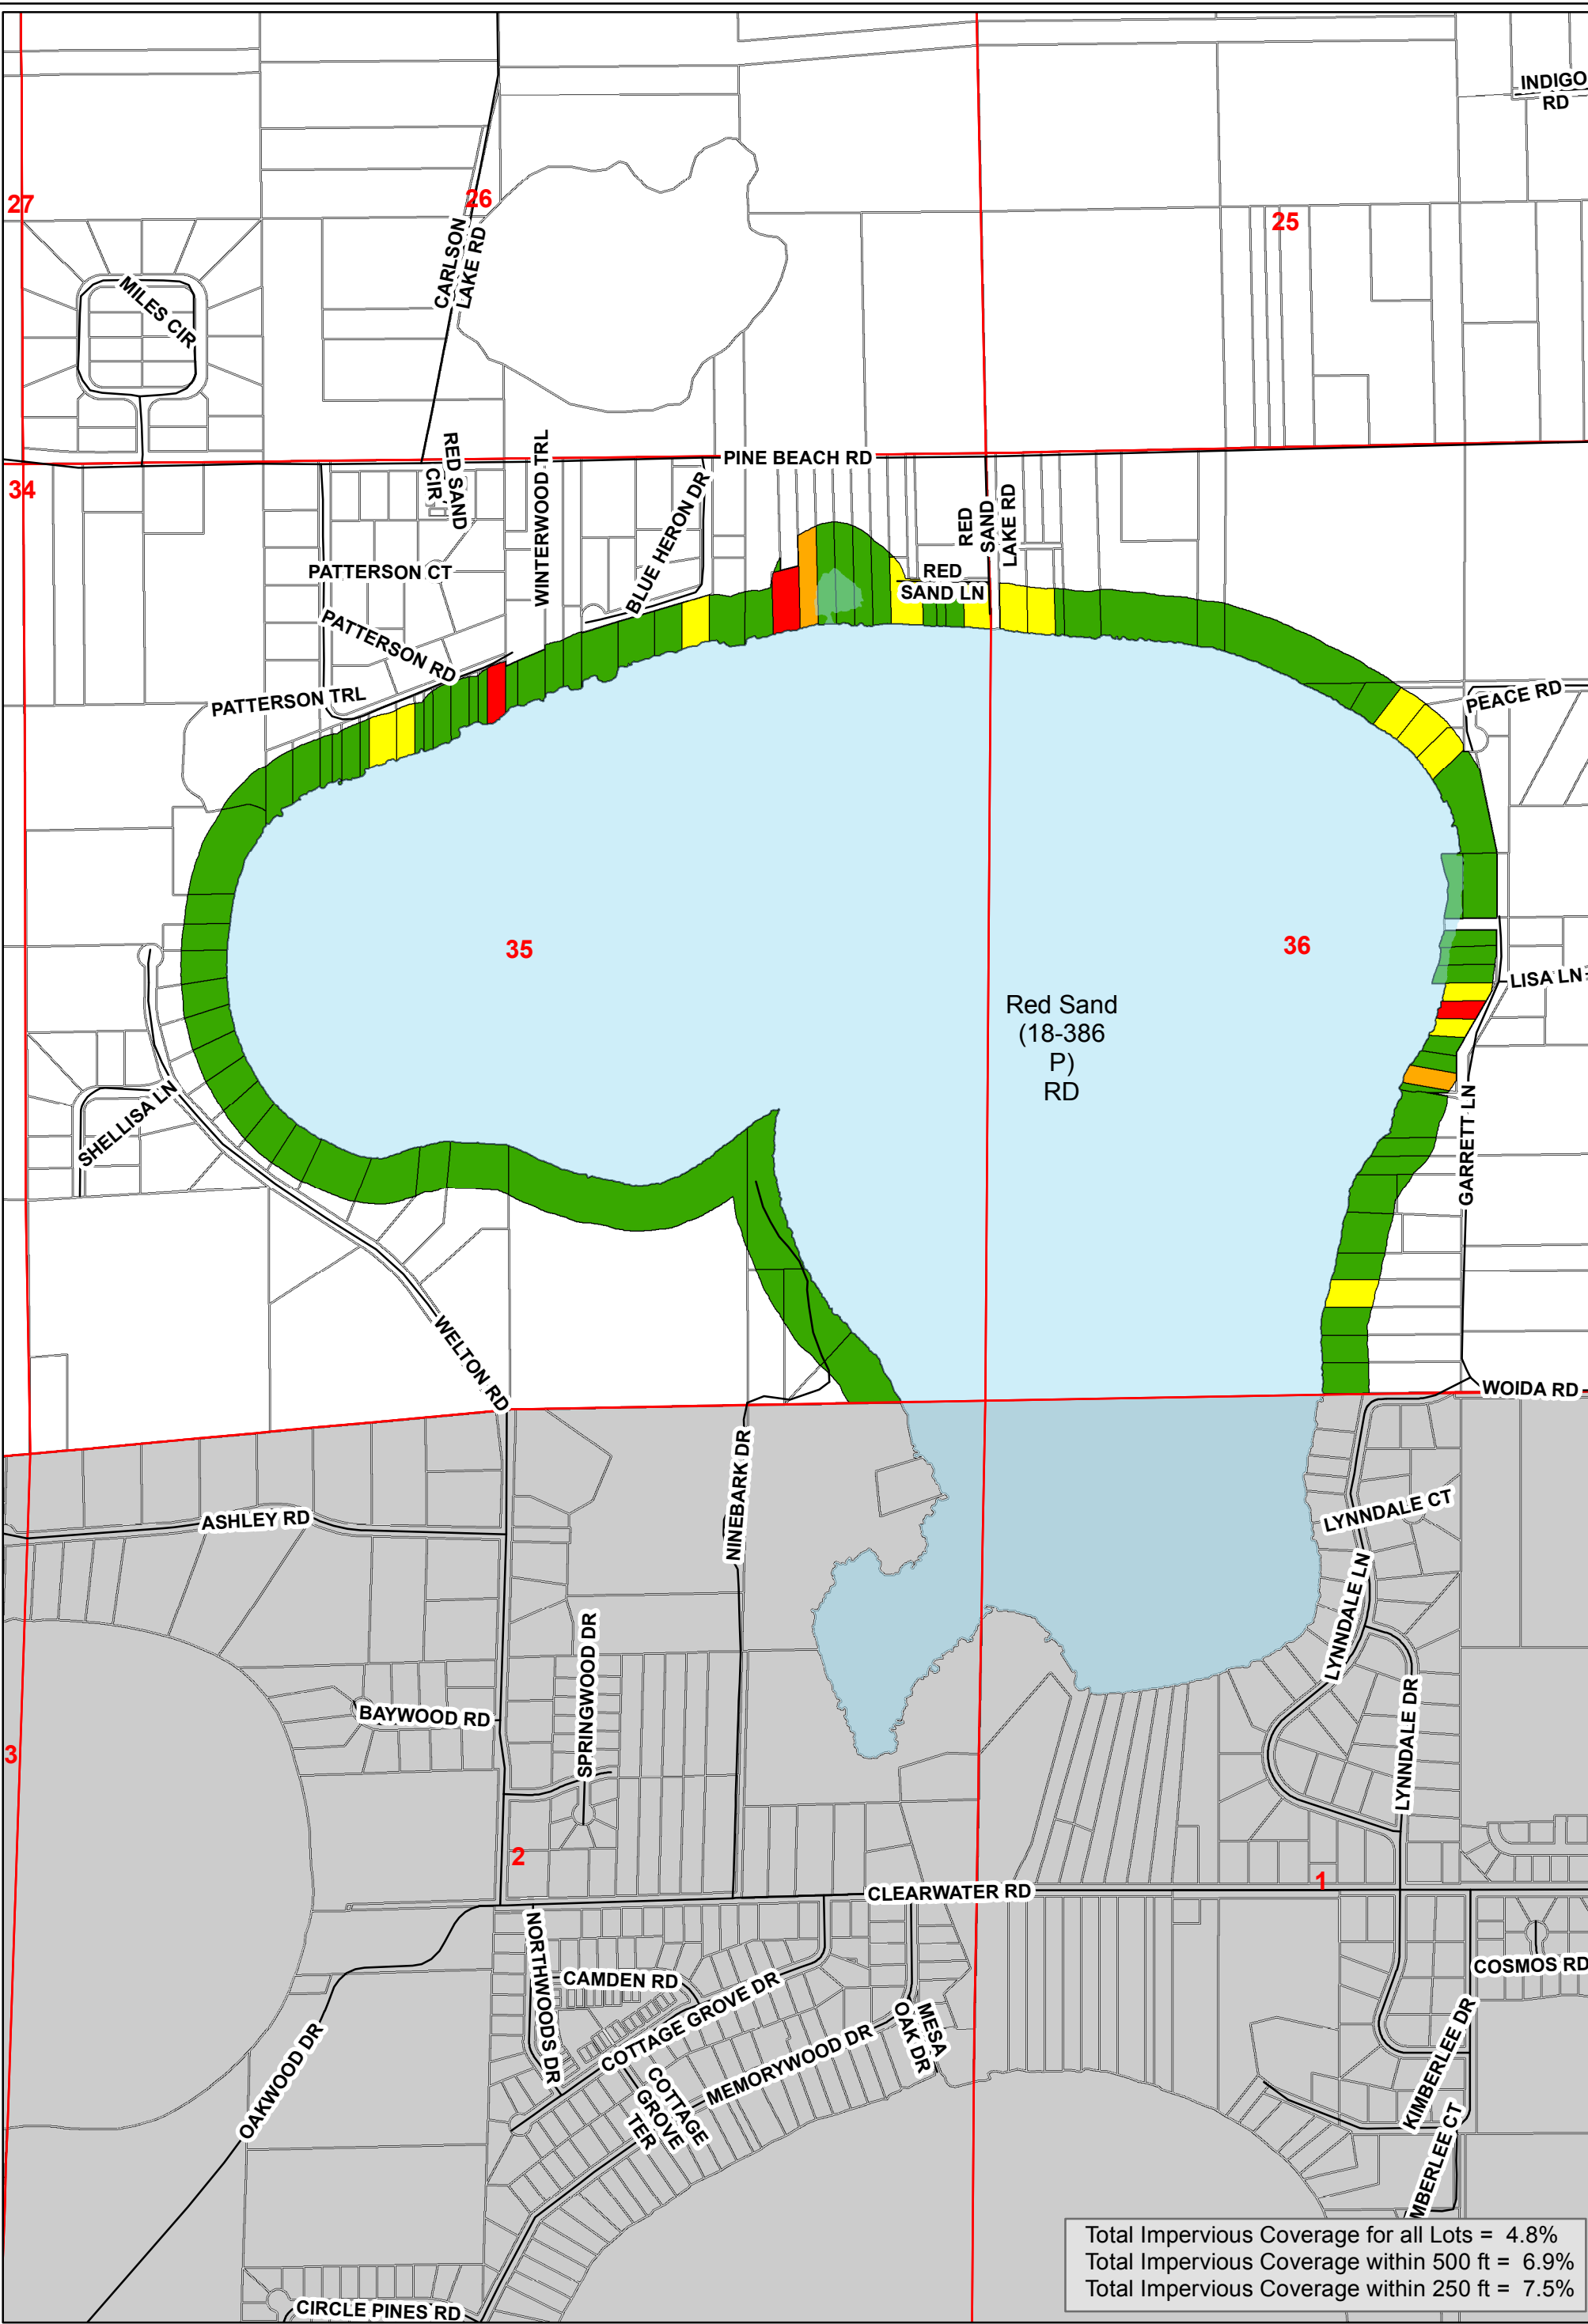 INDIGO
RD
27
26
25
CARLSON
LAKE RD
MILES CIR
PINE BEACH RD
34
RED SAND
CIR
WINTERWOOD TRL
BLUE HERON DR
RED
SAND
LAKE RD
PATTERSON CT
RED
SAND LN
PATTERSON RD
PATTERSON TRL
PEACE RD
35
36
LISA LN
Red Sand
(18-386
P)
RD
SHELLISA LN
GARRETT LN
WELTON RD
WOIDA RD
NINEBARK DR
ASHLEY RD
LYNNDALE CT
LYNNDALE LN
SPRINGWOOD DR
BAYWOOD RD
LYNNDALE DR
3
2
1
CLEARWATER RD
NORTHWOODS DR
CAMDEN RD
COTTAGE GROVE DR
COSMOS RD
MESA
OAK DR
MEMORYWOOD DR
OAKWOOD DR
COTTAGE
GROVE
TER
KIMBERLEE DR
MBERLEE CT
CIRCLE PINES RD
Total Impervious Coverage for all Lots = 4.8%
Total Impervious Coverage within 500 ft = 6.9%
Total Impervious Coverage within 250 ft = 7.5%